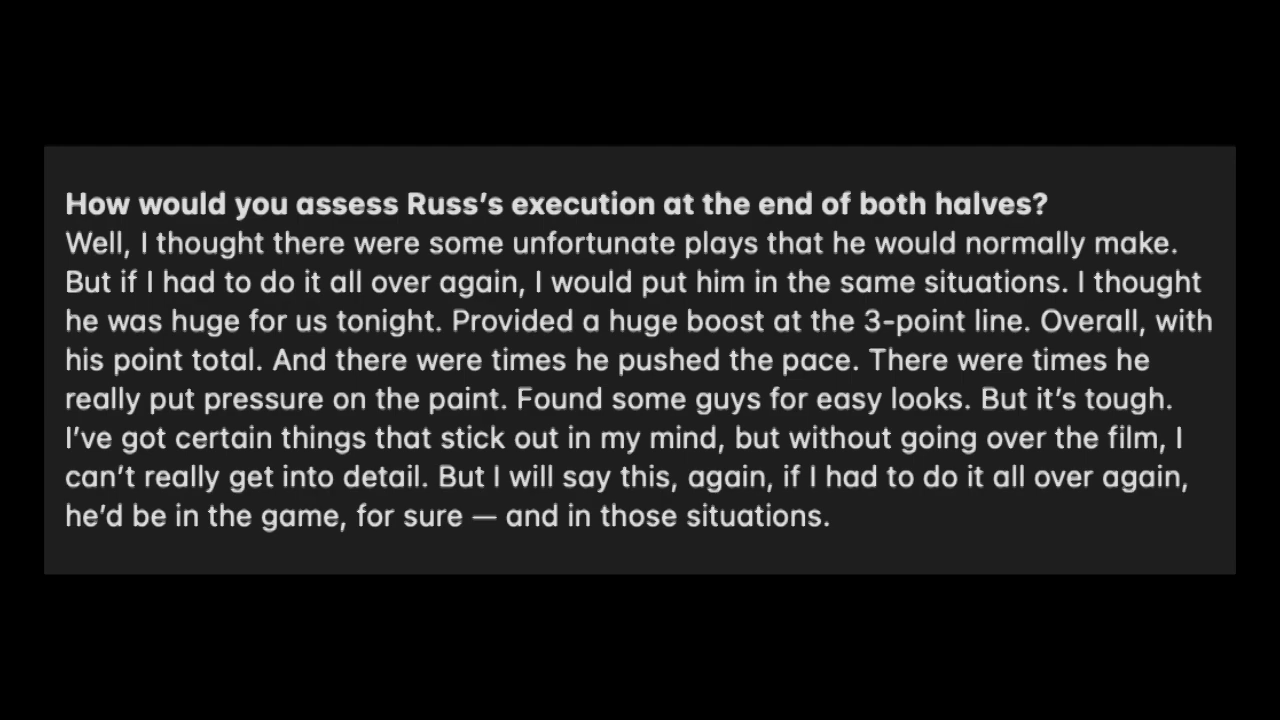 How would you assess Russ’s execution at the end of both halves?
Well, I thought there were some unfortunate plays that he would normally make.
But if I had to do it all over again, I would put him in the same situations. I thought
he was huge for us tonight. Provided a huge boost at the 3-point line. Overall, with
his point total. And there were times he pushed the pace. There were times he
really put pressure on the paint. Found some guys for easy looks. But it’s tough.
I’ve got certain things that stick out in my mind, but without going over the film, I
can’t really get into detail. But I will say this, again, if I had to do it all over again,
he’d be in the game, for sure — and in those situations.